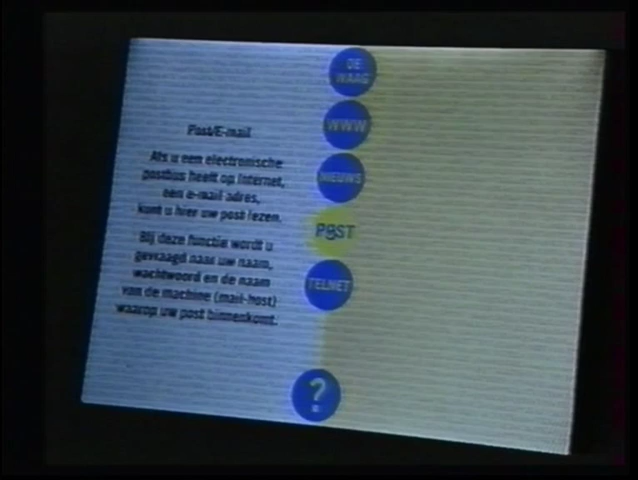 Post/E-mail
Als u een electronische
postbus heeft op Internet,
een e-mail adres,
kunt u hier uw post lezen.
Bij deze functie wordt u
gevraagd naar uw naam,
wachtwoord en de naam
van de machine (mail-host)
waarop uw post binnenkomt.
DE
WAAG
WWW
NIEUWS
POST
TELNET
?